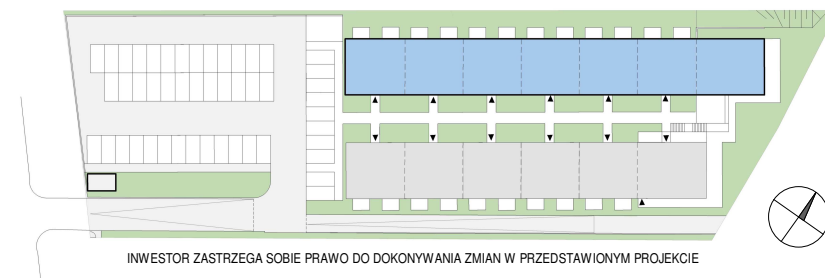 INWESTOR ZASTRZEGA SOBIE PRAWO DO DOKONYWANIA ZMIAN W PRZEDSTAWIONYM PROJEKCIE